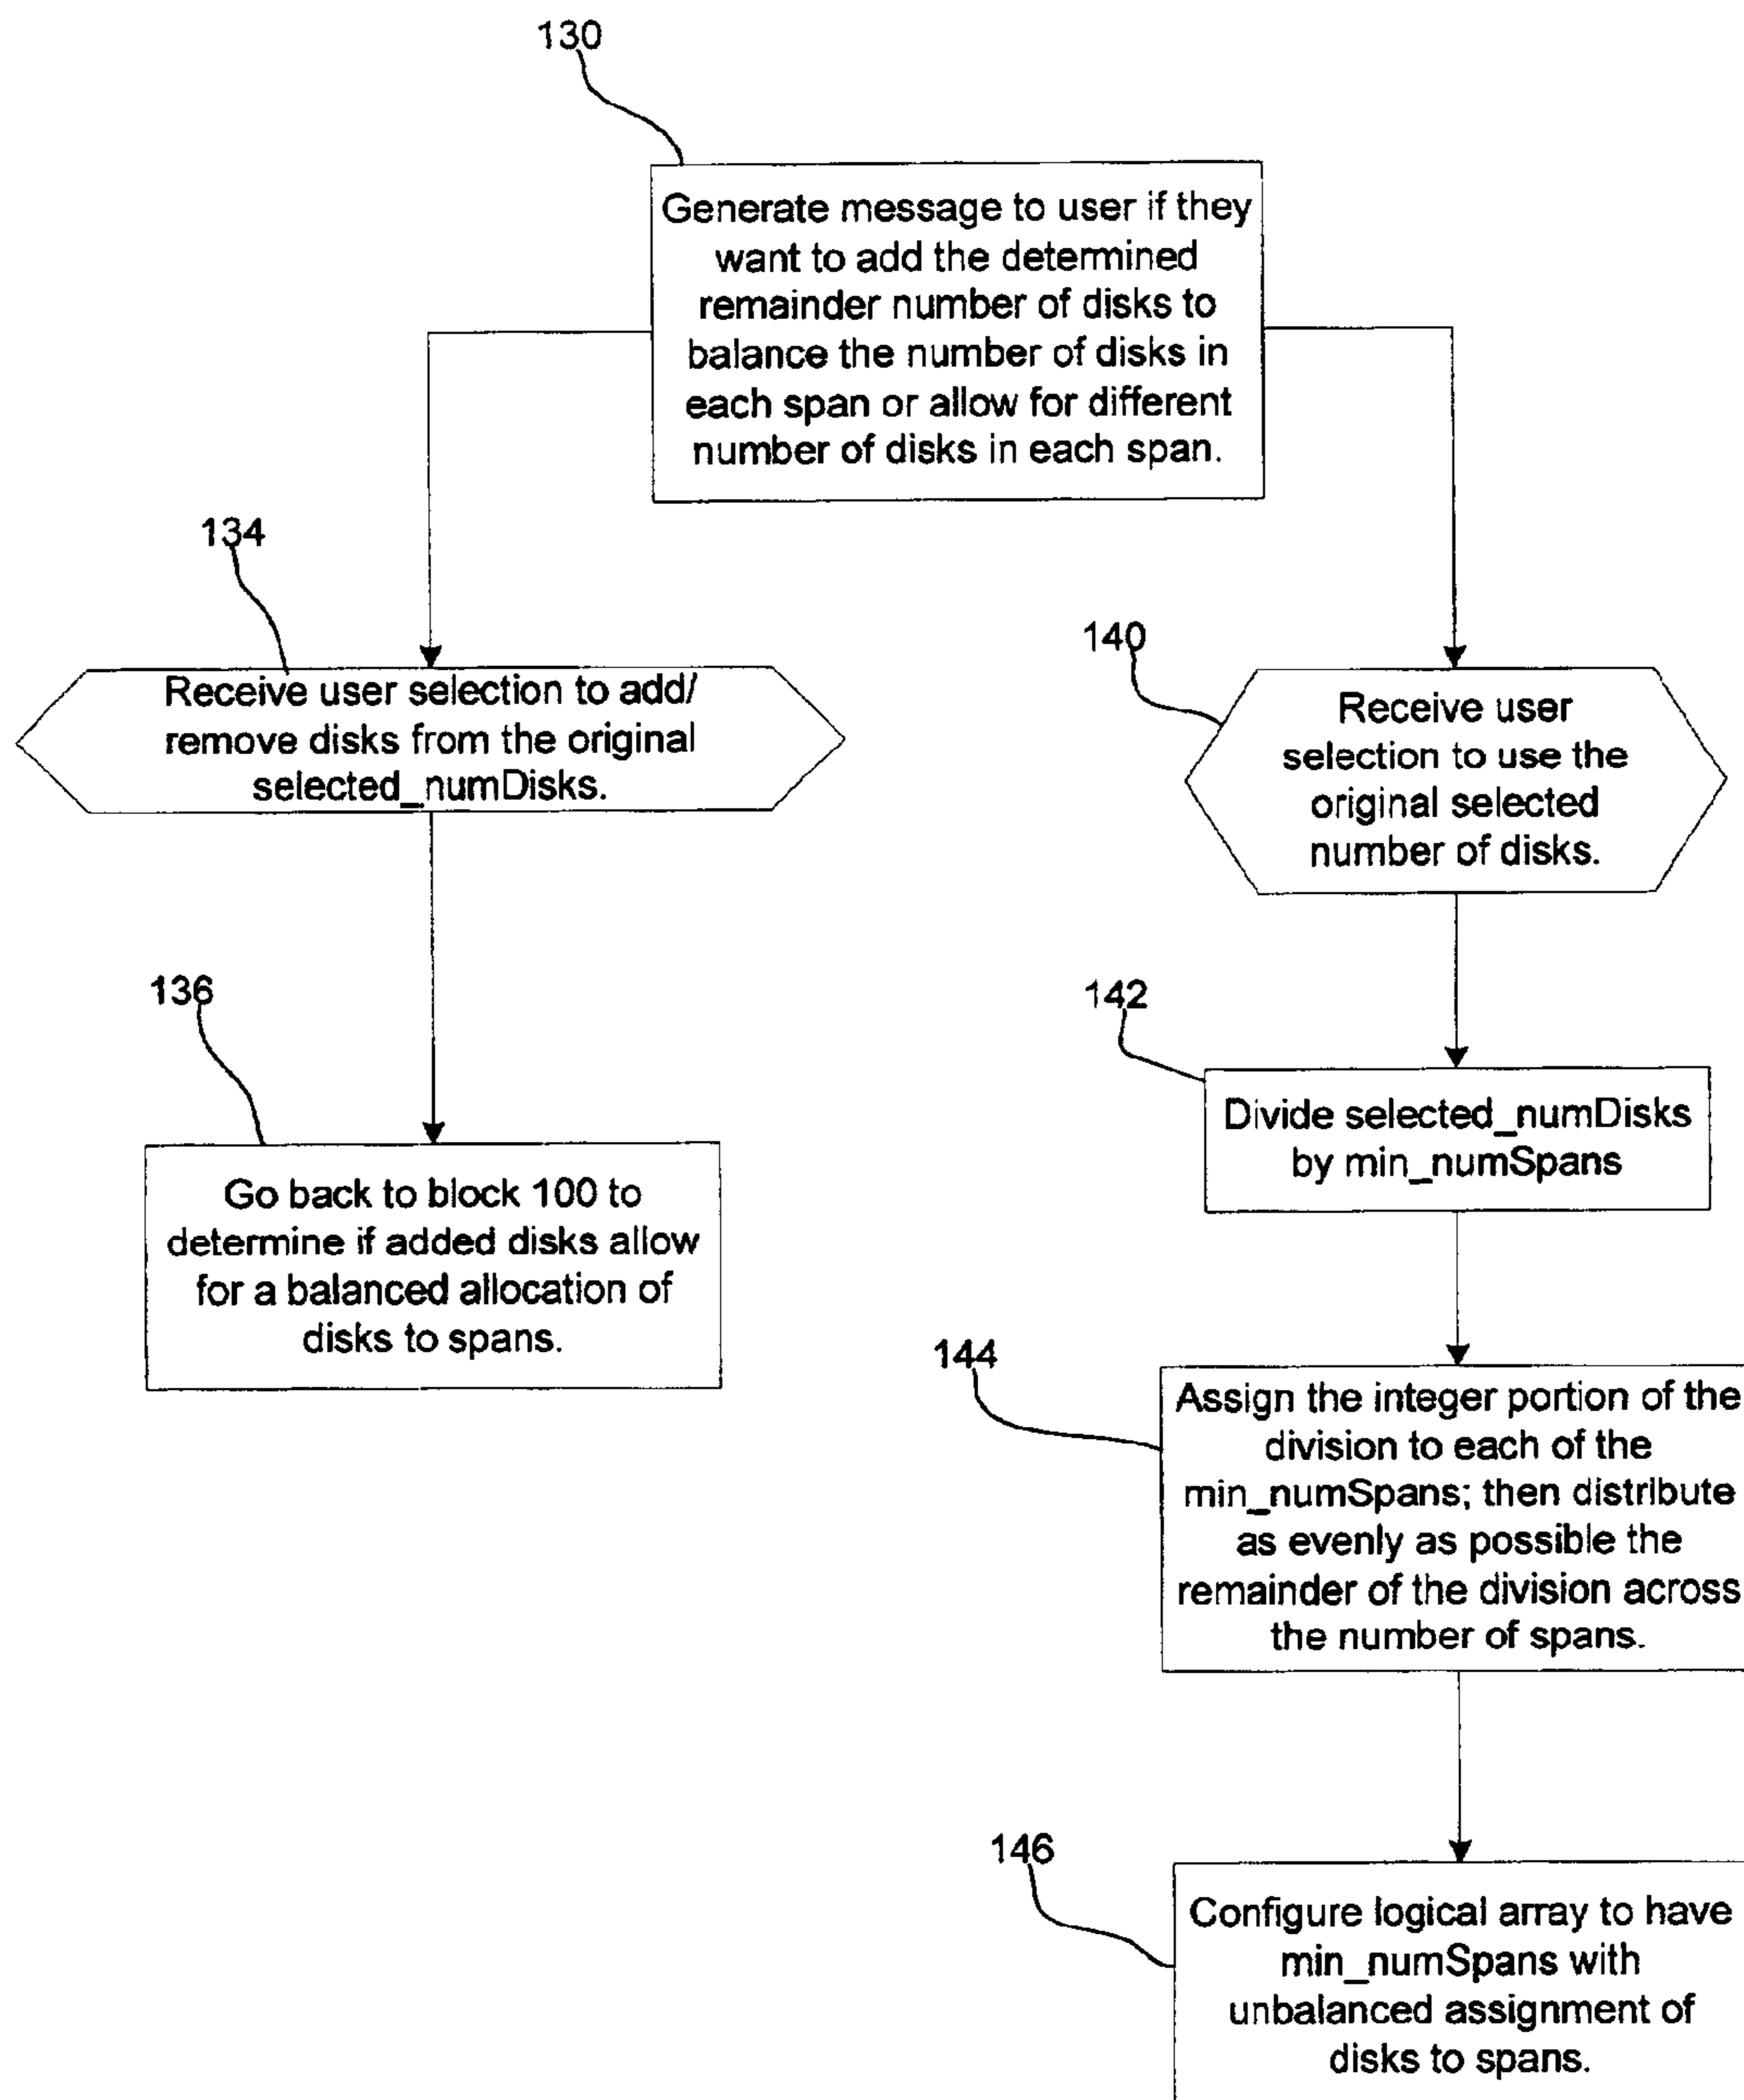 130
Generate message to user if they
want to add the determined
remainder number of disks to
balance the number of disks in
each span or allow for different
number of disks in each span.
134
Receive user selection to add/
remove disks from the original
selected_numDisks.
140
Receive user
selection to use the
original selected
number of disks.
136
Go back to block 100 to
determine if added disks allow
for a balanced allocation of
disks to spans.
142
Divide selected_numDisks
by min_numSpans
144
Assign the integer portion of the
division to each of the
min_numSpans; then distribute
as evenly as possible the
remainder of the division across
the number of spans.
146
Configure logical array to have
min_numSpans with
unbalanced assignment of
disks to spans.